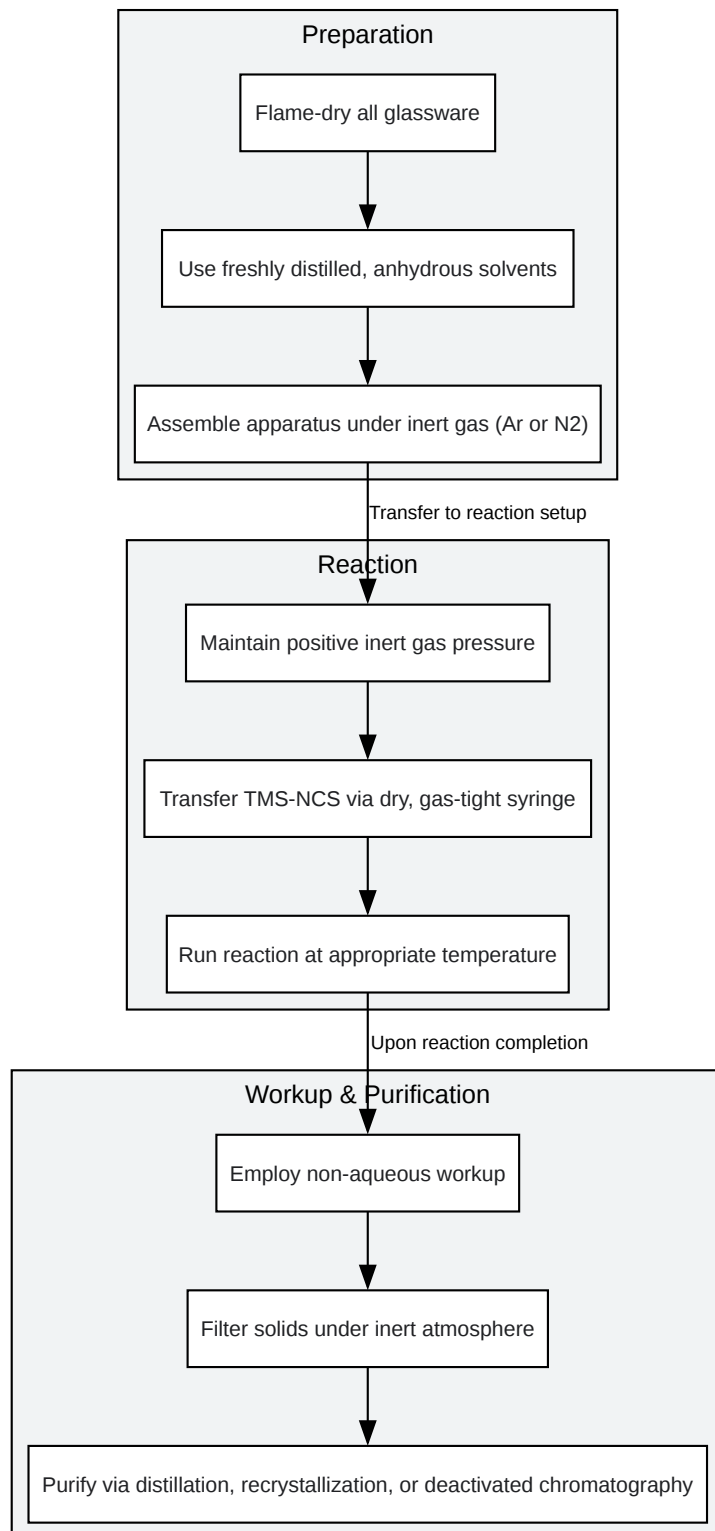 Preparation
Flame-dry all glassware
Use freshly distilled, anhydrous solvents
Assemble apparatus under inert gas (Ar or N2)
Transfer to reaction setup
Reaction
Maintain positive inert gas pressure
Transfer TMS-NCS via dry, gas-tight syringe
Run reaction at appropriate temperature
Upon reaction completion
Workup & Purification
Employ non-aqueous workup
Filter solids under inert atmosphere
Purify via distillation, recrystallization, or deactivated chromatography